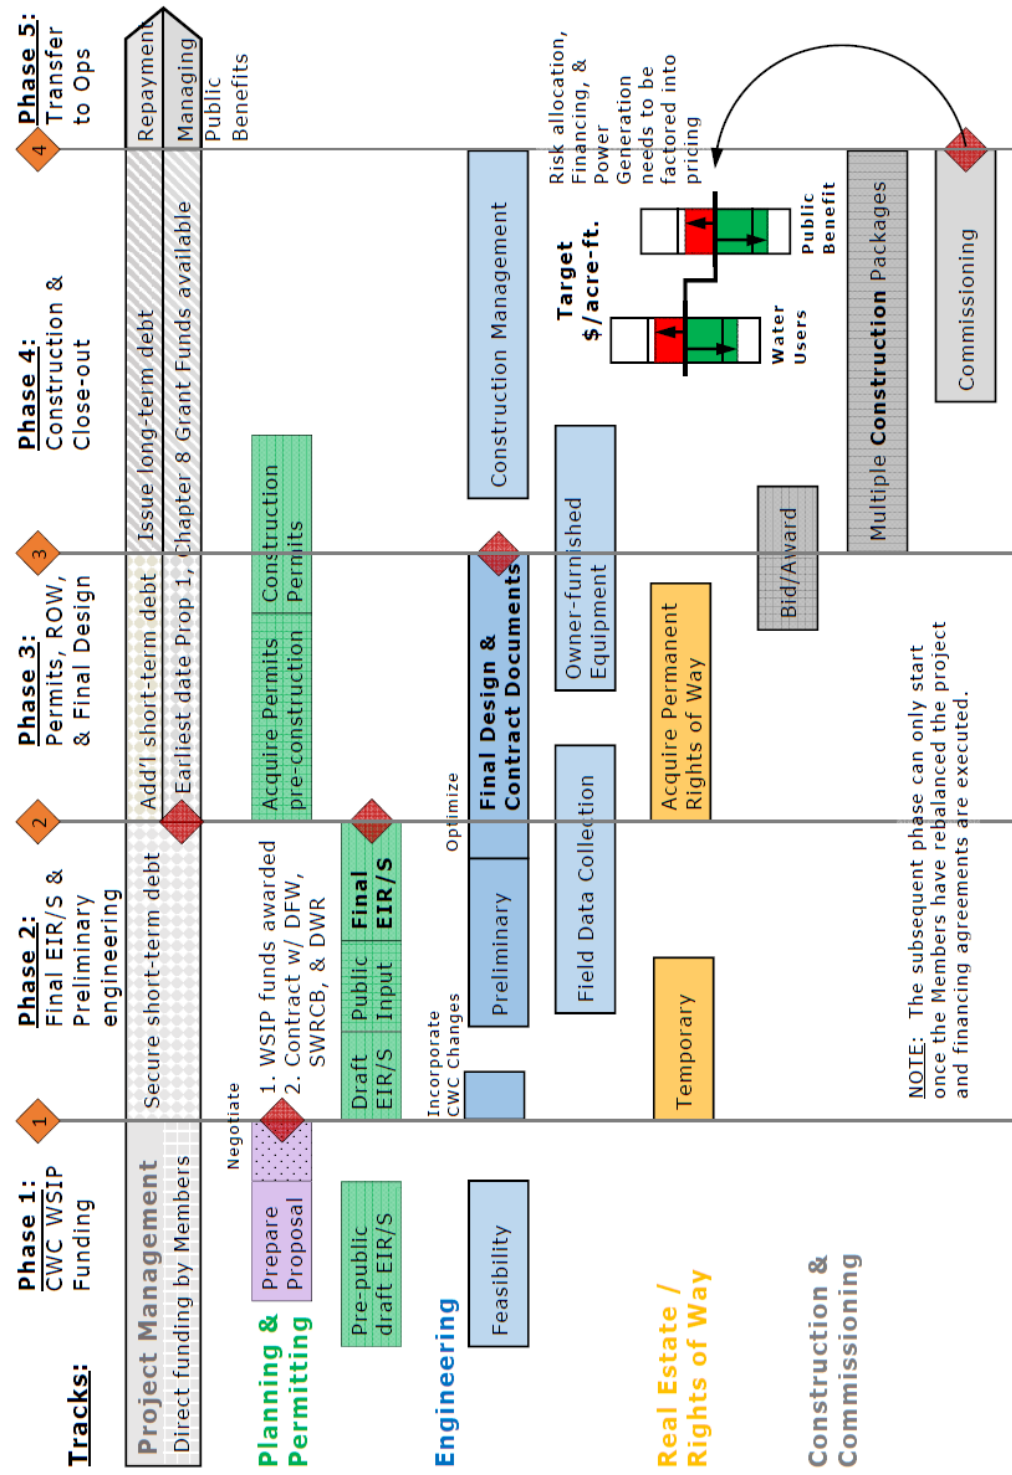 Tracks:
Phase 1:
CWC WSIP
Funding
Phase 2:
Final EIR/S &
Preliminary
engineering
Phase 3:
Permits, ROW,
& Final Design
Phase 4:
Construction &
Close-out
Phase 5:
Transfer
to Ops
1
2
3
4
Project Management
Direct funding by Members
Secure short-term debt
Add'l short-term debt
Issue long-term debt
Repayment
Earliest date Prop 1, Chapter 8 Grant Funds available
Managing
Public
Benefits
Negotiate
Planning &
Permitting
Prepare
Proposal
1. WSIP funds awarded
2. Contract w/ DFW,
SWRCB, & DWR
Acquire Permits
pre-construction
Construction
Permits
Pre-public
draft EIR/S
Draft
EIR/S
Public
Input
Final
EIR/S
Engineering
Incorporate
CWC Changes
Optimize
Feasibility
Preliminary
Final Design &
Contract Documents
Construction Management
Field Data Collection
Owner-furnished
Equipment
Target
$/acre-ft.
Water
Users
Public
Benefit
Risk allocation,
Financing, &
Power
Generation
needs to be
factored into
pricing
Real Estate /
Rights of Way
Temporary
Acquire Permanent
Rights of Way
Construction &
Commissioning
Bid/Award
Multiple Construction Packages
Commissioning
NOTE: The subsequent phase can only start
once the Members have rebalanced the project
and financing agreements are executed.